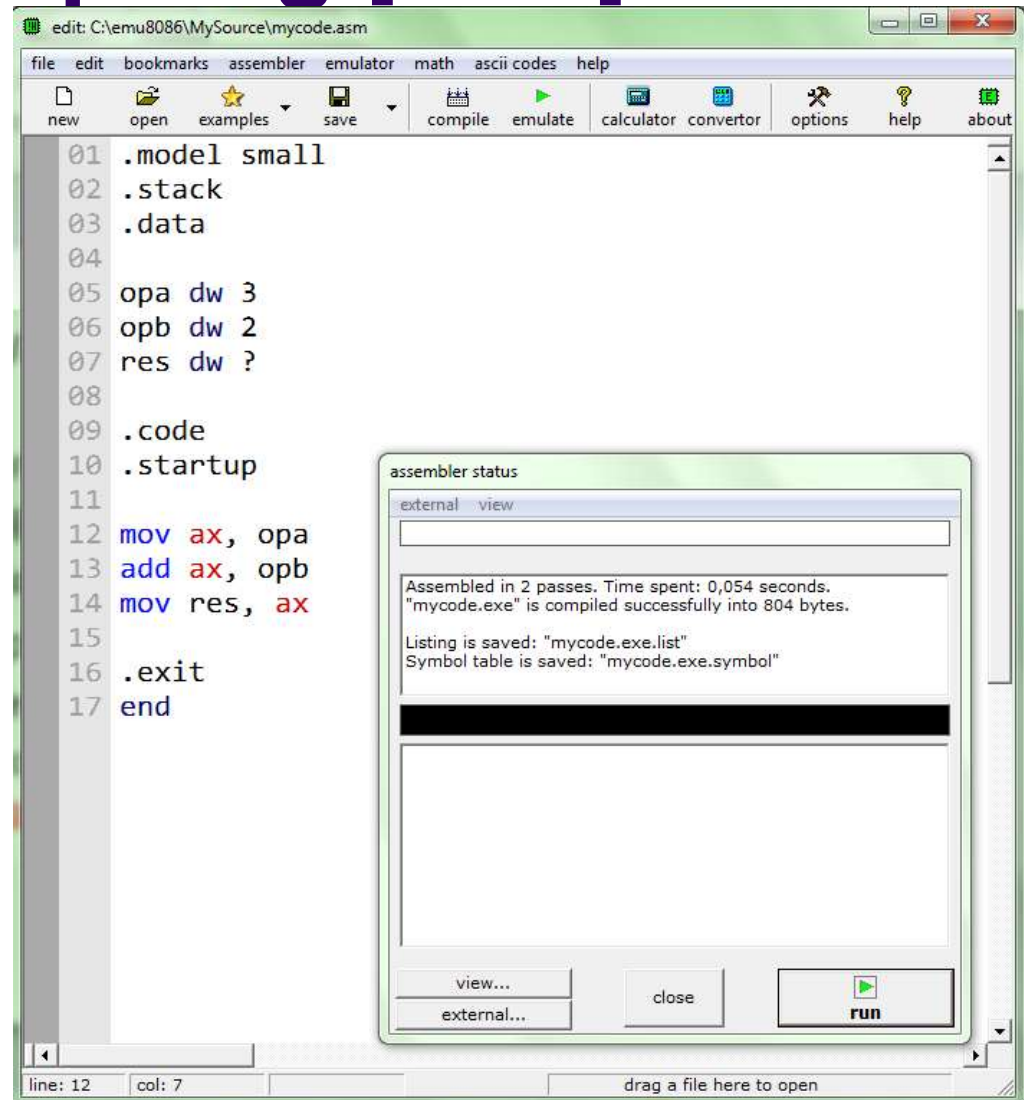 edit: C:\emu8086\MySource\mycode.asm
file edit bookmarks assembler emulator math ascii codes help
new open examples save compile emulate calculator convertor options help about
01 .model small
02 .stack
03 .data
04
05 opa dw 3
06 opb dw 2
07 res dw ?
08
09 .code
10 .startup
11
12 mov ax, opa
13 add ax, opb
14 mov res, ax
15
16 .exit
17 end
assembler status
external view
Assembled in 2 passes. Time spent: 0,054 seconds.
"mycode.exe" is compiled successfully into 804 bytes.
Listing is saved: "mycode.exe.list"
Symbol table is saved: "mycode.exe.symbol"
view...
external...
close
run
line: 12 col: 7 drag a file here to open